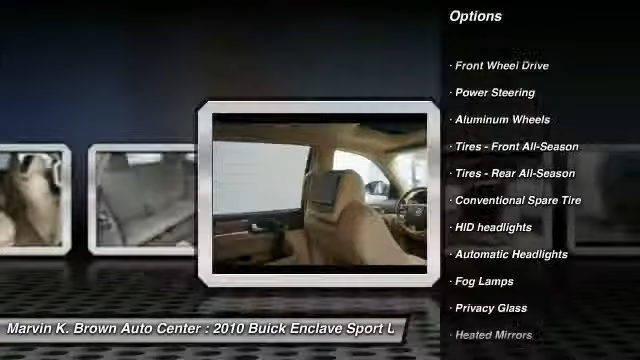 Options
· Front Wheel Drive
· Power Steering
· Aluminum Wheels
· Tires - Front All-Season
· Tires - Rear All-Season
· Conventional Spare Tire
· HID headlights
· Automatic Headlights
· Fog Lamps
· Privacy Glass
· Heated Mirrors
Marvin K. Brown Auto Center : 2010 Buick Enclave Sport U